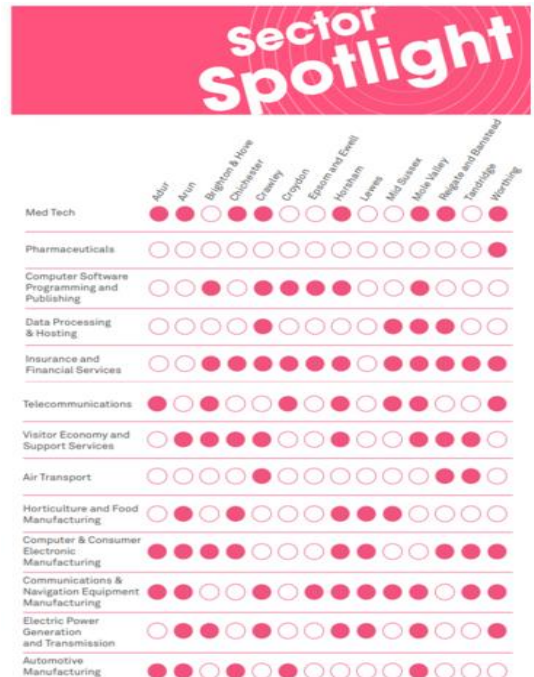 Sector
Spotlight
Adur
Arun
Brighton & Hove
Chichester
Crawley
Croydon
Epsom and Ewell
Horsham
Lewes
Mid Sussex
Mole Valley
Reigate and Banstead
Tandridge
Worthing
Med Tech
Pharmaceuticals
Computer Software
Programming and
Publishing
Data Processing
& Hosting
Insurance and
Financial Services
Telecommunications
Visitor Economy and
Support Services
Air Transport
Horticulture and Food
Manufacturing
Computer & Consumer
Electronic
Manufacturing
Communications &
Navigation Equipment
Manufacturing
Electric Power
Generation
and Transmission
Automotive
Manufacturing